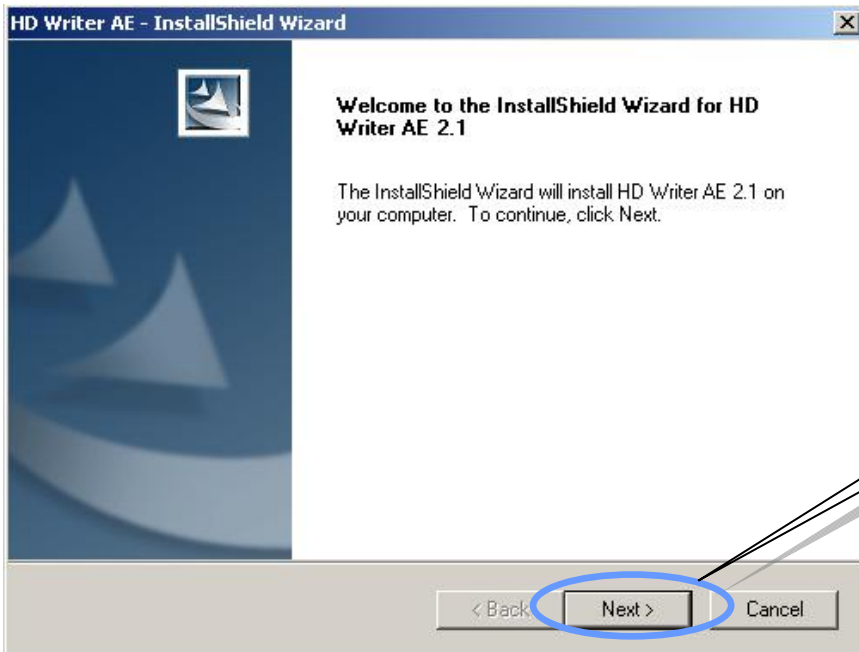 HD Writer AE - InstallShield Wizard
Welcome to the InstallShield Wizard for HD
Writer AE 2.1
The InstallShield Wizard will install HD Writer AE 2.1 on
your computer. To continue, click Next.
< Back Next > Cancel